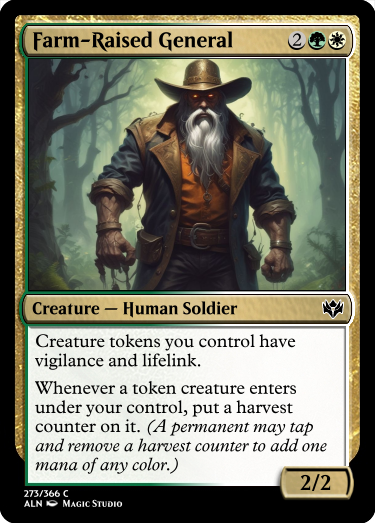 Farm-Raised General 2
Creature — Human Soldier
Creature tokens you control have
vigilance and lifelink.
Whenever a token creature enters
under your control, put a harvest
counter on it. (A permanent may tap
and remove a harvest counter to add one
mana of any color.)
2/2
273/366 C
ALN Magic Studio